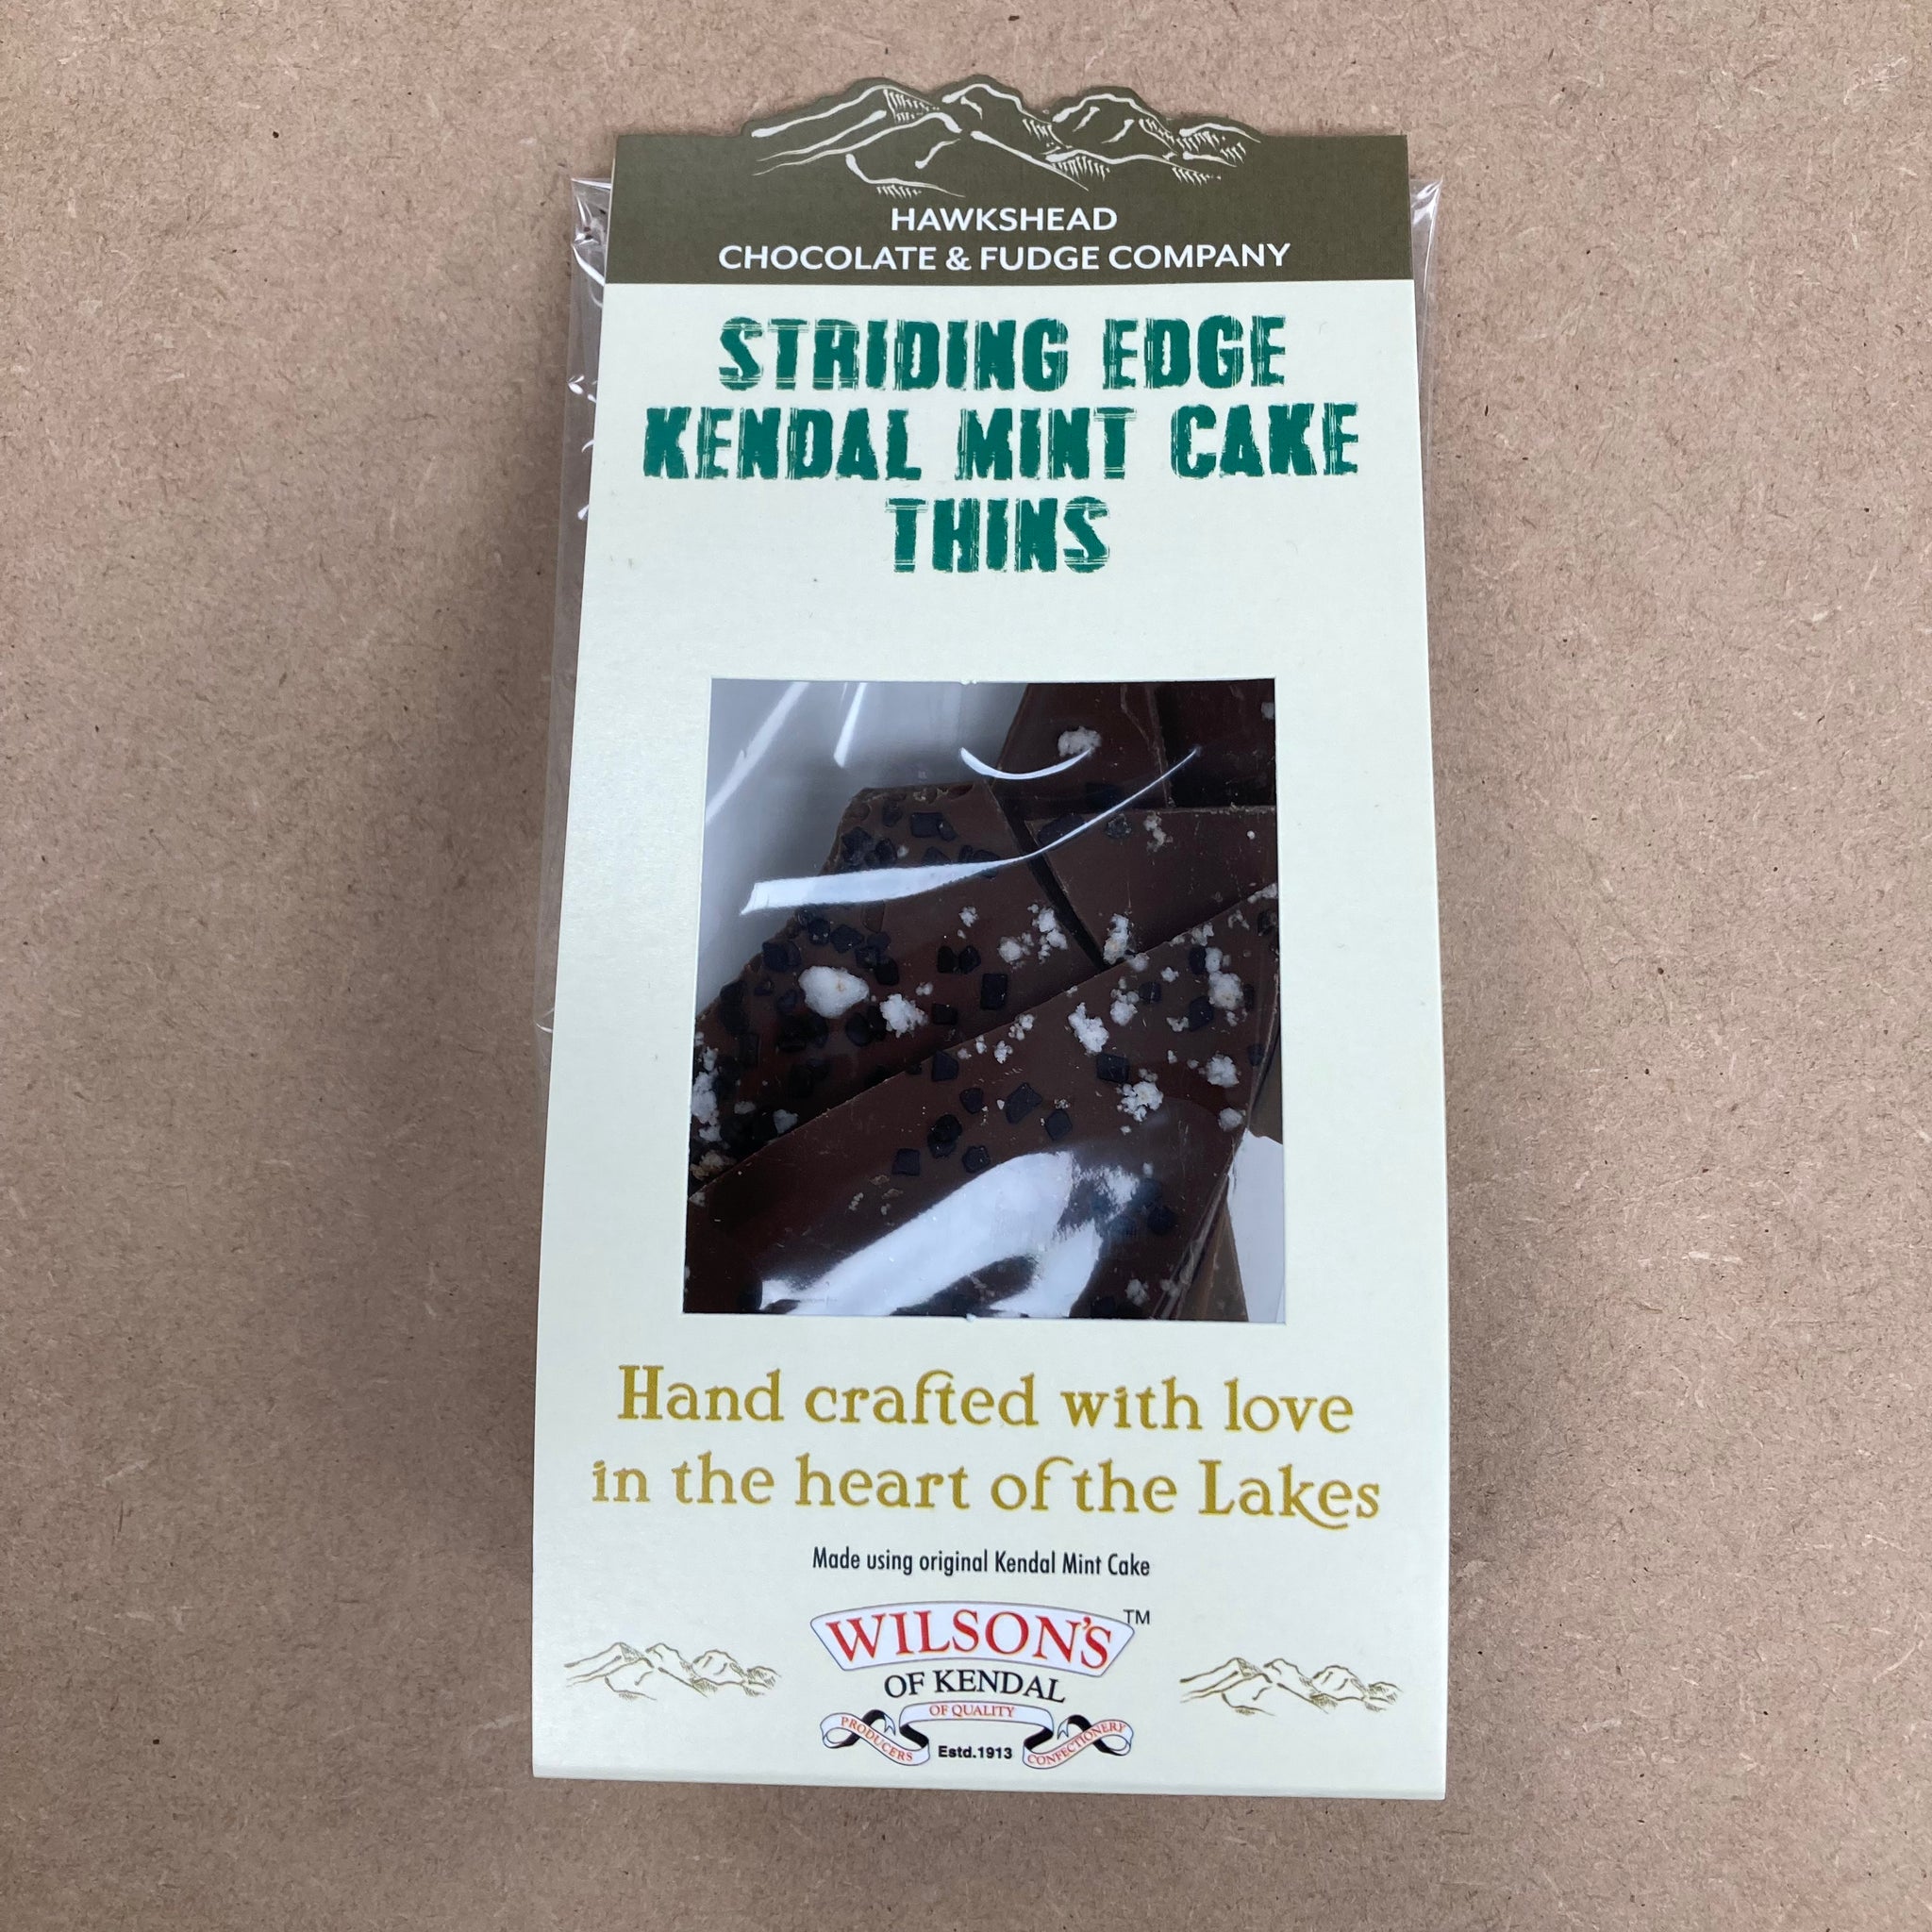 HAWKSHEAD
CHOCOLATE & FUDGE COMPANY
STRIDING EDGE
KENDAL MINT CAKE
THINS
Hand crafted with love
in the heart of the Lakes
Made using original Kendal Mint Cake
WILSON'S™
OF KENDAL
PRODUCERS OF QUALITY CONFECTIONERY
Estd.1913